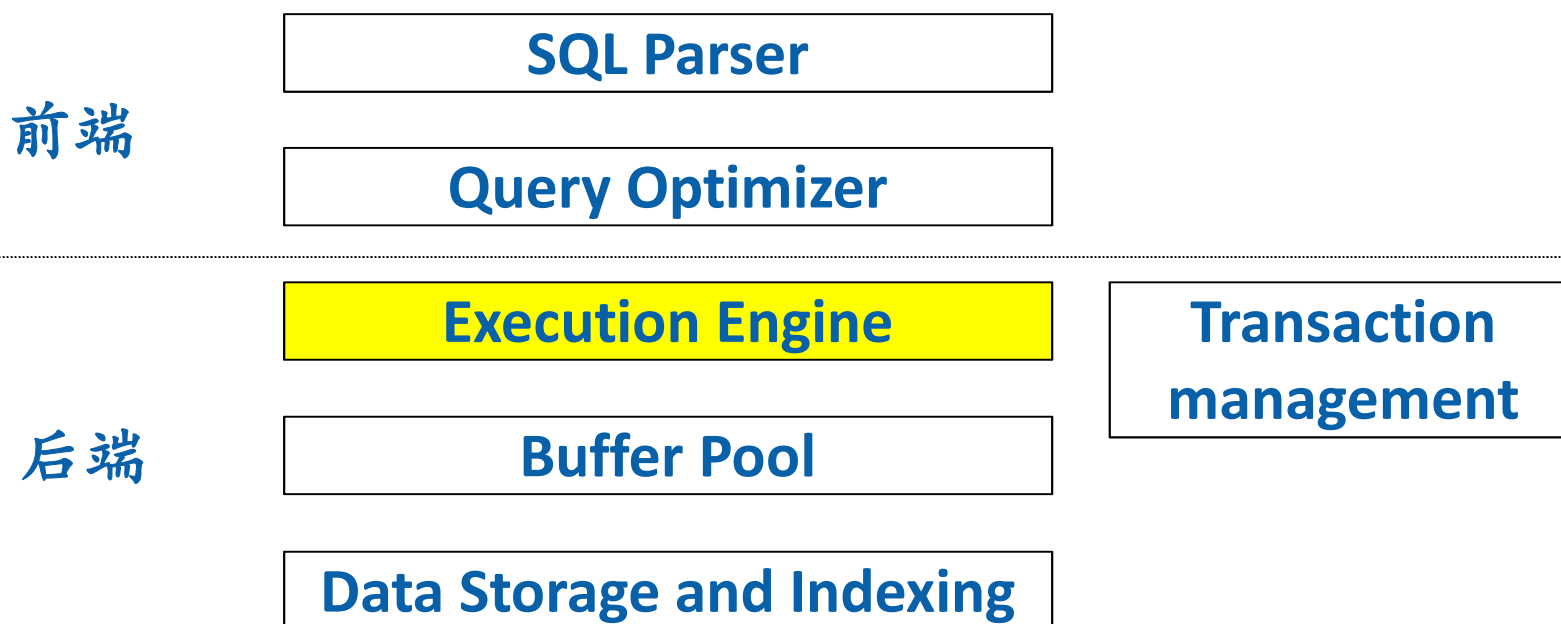 SQL Parser
前端
Query Optimizer
Execution Engine
Transaction
management
后端
Buffer Pool
Data Storage and Indexing